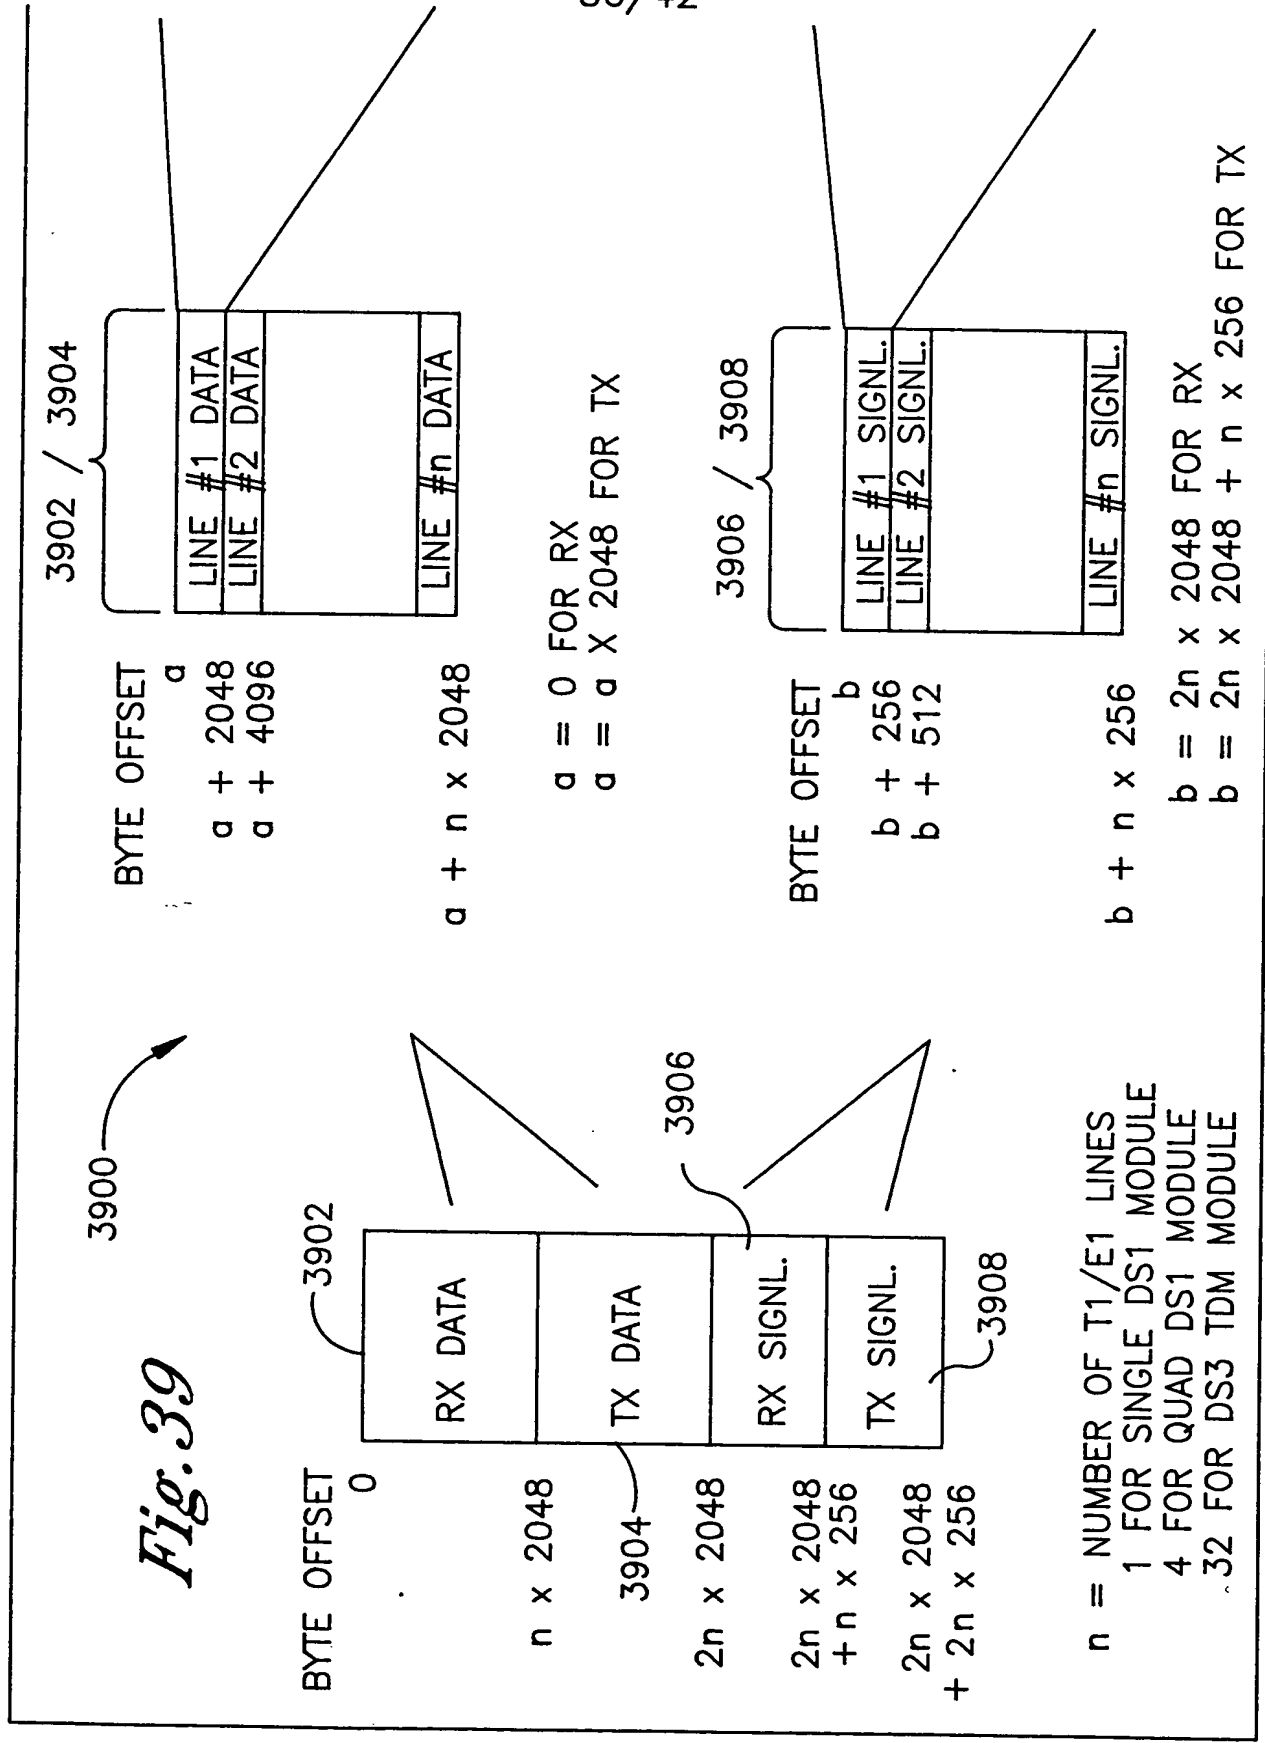 Fig. 39
3900
BYTE OFFSET
0
n x 2048
2n x 2048
2n x 2048
+ n x 256
2n x 2048
+ 2n x 256
3902
RX DATA
TX DATA
RX SIGNL.
TX SIGNL.
3904
3906
3908
n = NUMBER OF T1/E1 LINES
1 FOR SINGLE DS1 MODULE
4 FOR QUAD DS1 MODULE
32 FOR DS3 TDM MODULE
3902 / 3904
BYTE OFFSET
a
a + 2048
a + 4096
a + n x 2048
LINE #1 DATA
LINE #2 DATA
LINE #n DATA
a = 0 FOR RX
a = a X 2048 FOR TX
3906 / 3908
BYTE OFFSET
b
b + 256
b + 512
b + n x 256
LINE #1 SIGNL.
LINE #2 SIGNL.
LINE #n SIGNL.
b = 2n x 2048 FOR RX
b = 2n x 2048 + n x 256 FOR TX